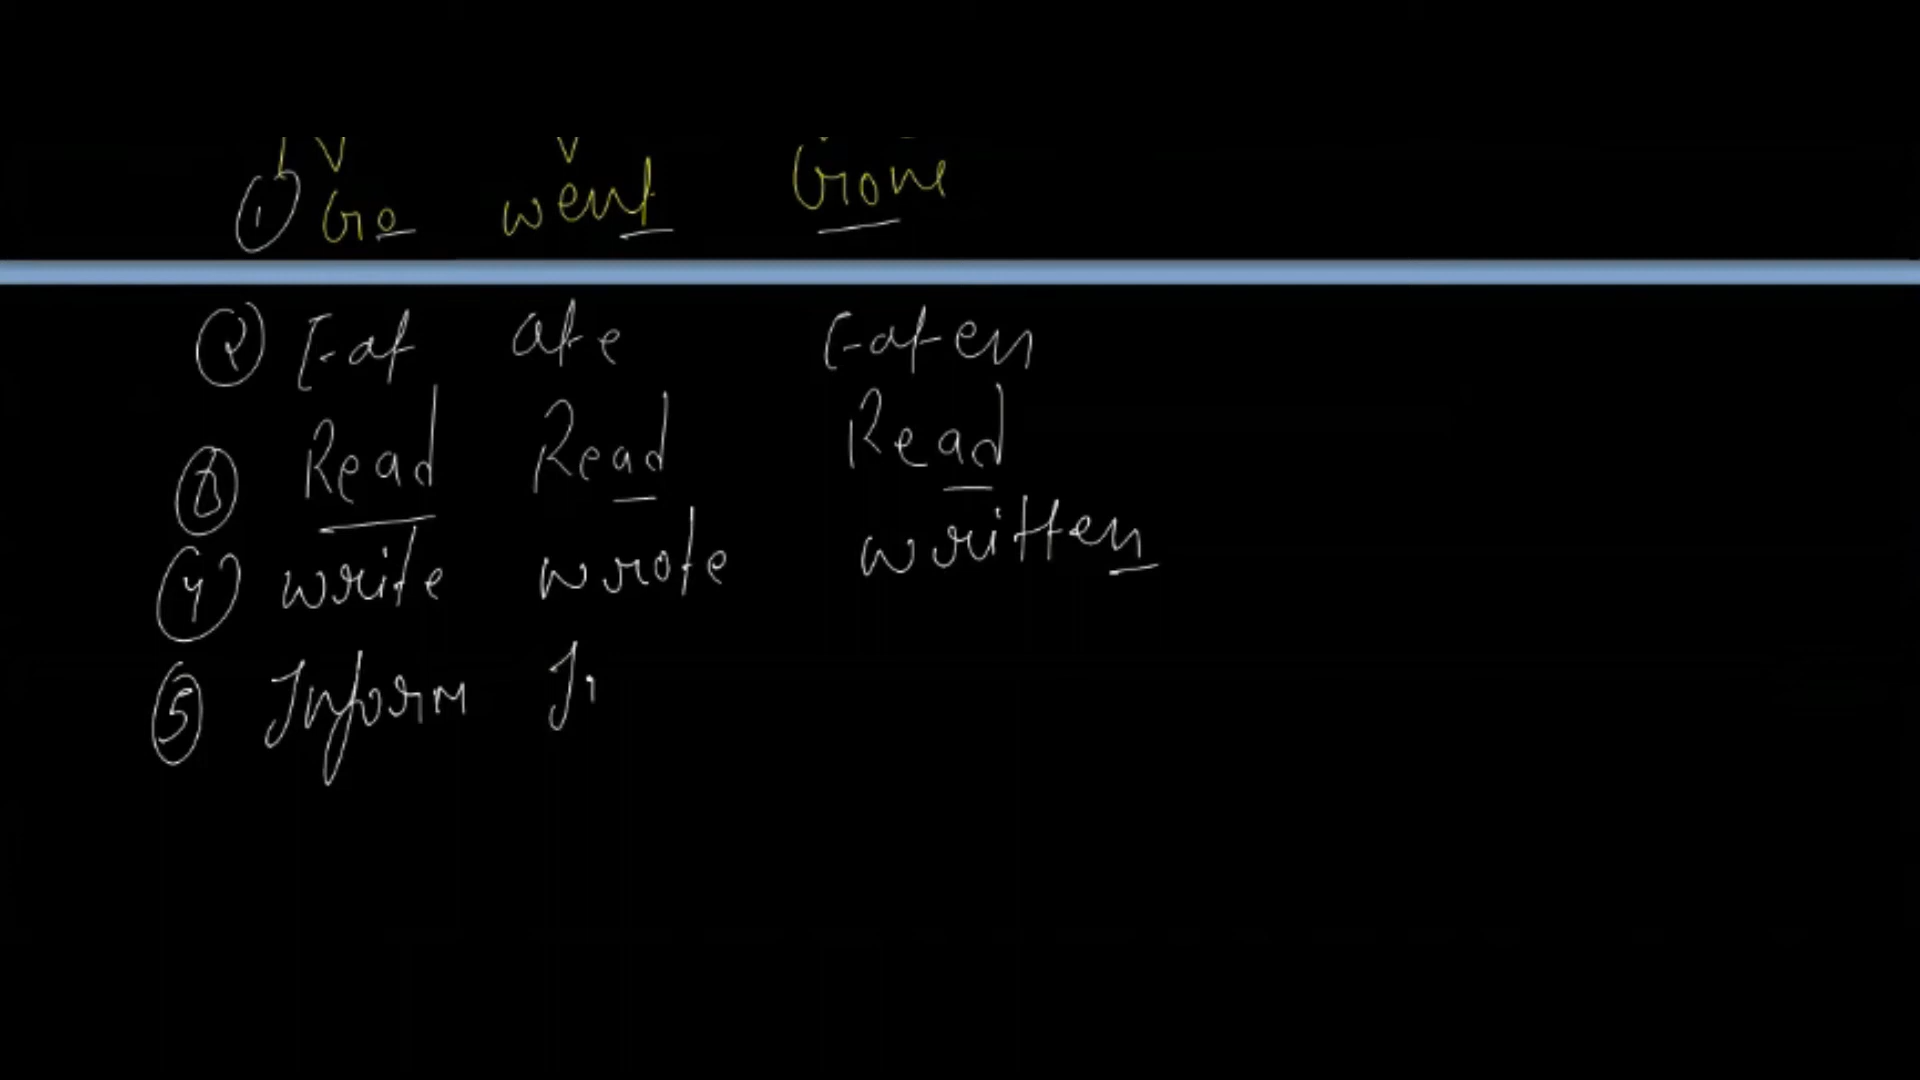 ① Go went Gone
② Eat ate Eaten
③ Read Read Read
④ write wrote written
⑤ Inform